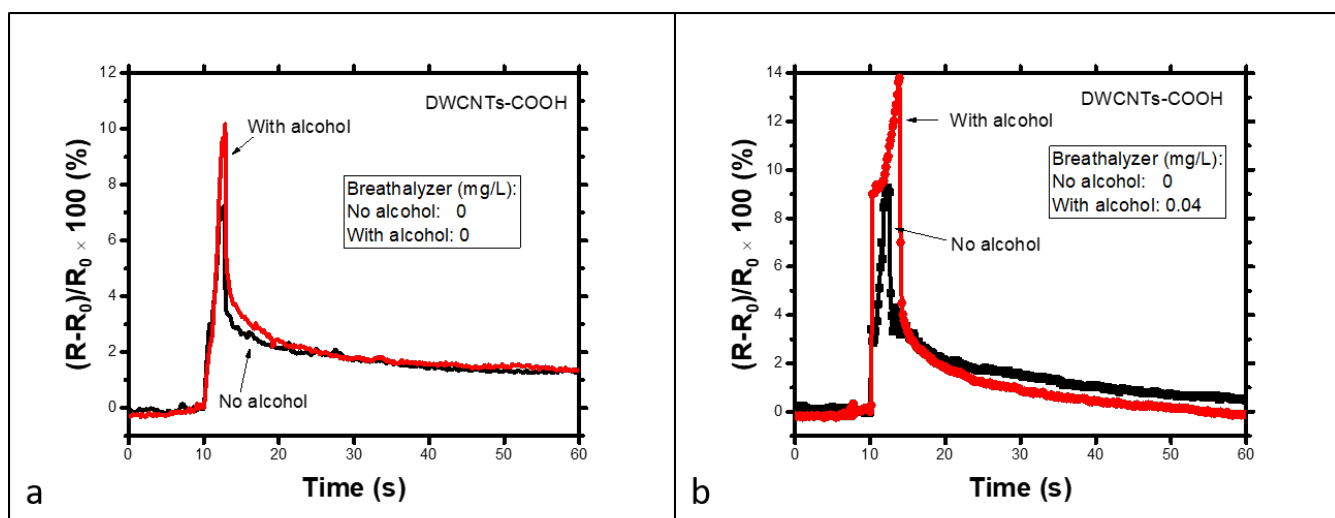 12
10
8
6
4
2
0
(R-R₀)/R₀ × 100 (%)
DWCNTs-COOH
With alcohol
Breathalyzer (mg/L):
No alcohol: 0
With alcohol: 0
No alcohol
0 10 20 30 40 50 60
Time (s)
a
14
12
10
8
6
4
2
0
(R-R₀)/R₀ × 100 (%)
DWCNTs-COOH
With alcohol
Breathalyzer (mg/L):
No alcohol: 0
With alcohol: 0.04
No alcohol
0 10 20 30 40 50 60
Time (s)
b